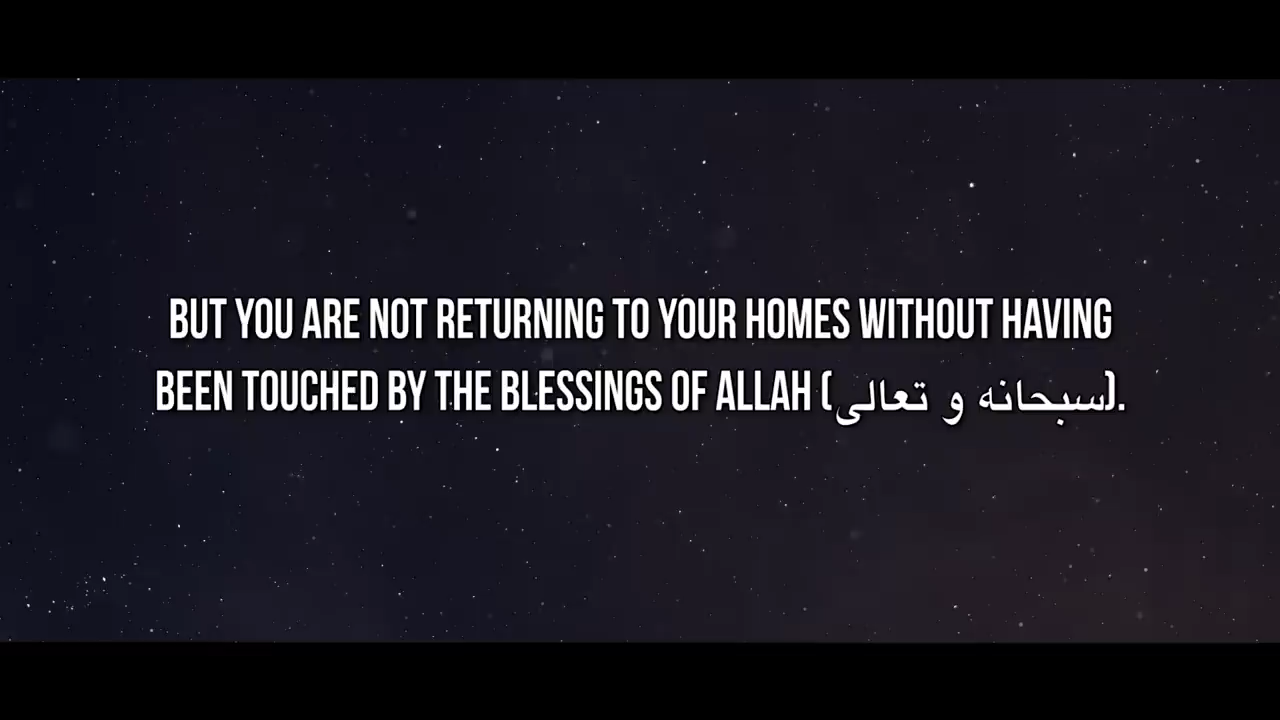 BUT YOU ARE NOT RETURNING TO YOUR HOMES WITHOUT HAVING
BEEN TOUCHED BY THE BLESSINGS OF ALLAH (سبحانه و تعالى).